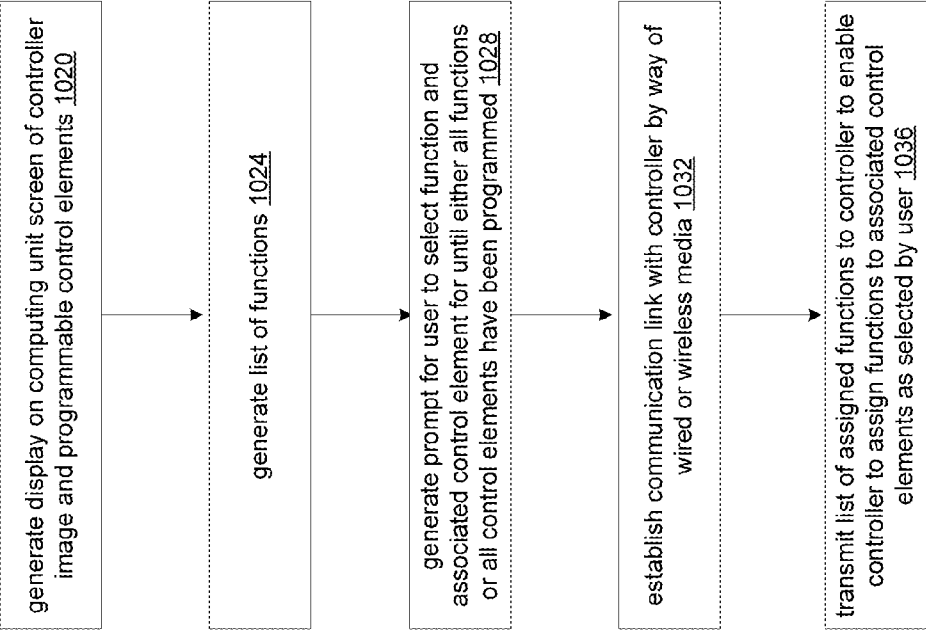 generate display on computing unit screen of controller
image and programmable control elements 1020
generate list of functions 1024
generate prompt for user to select function and
associated control element for until either all functions
or all control elements have been programmed 1028
establish communication link with controller by way of
wired or wireless media 1032
transmit list of assigned functions to controller to enable
controller to assign functions to associated control
elements as selected by user 1036